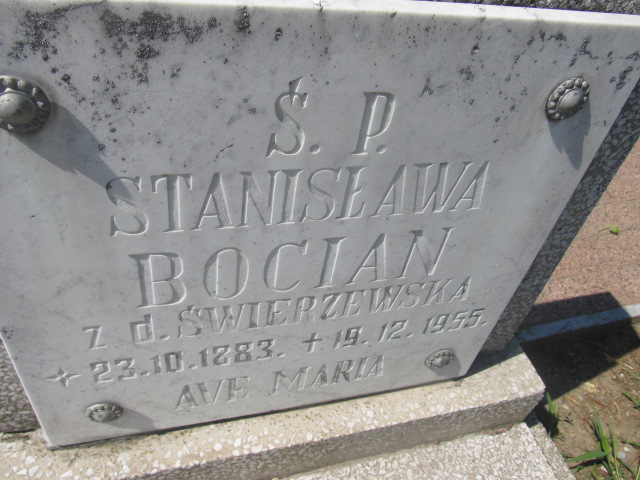 Ś. P.
STANISŁAWA
BOCIAN
z d. ŚWIERZEWSKA
23.10.1883. + 19.12.1955.
AVE MARIA